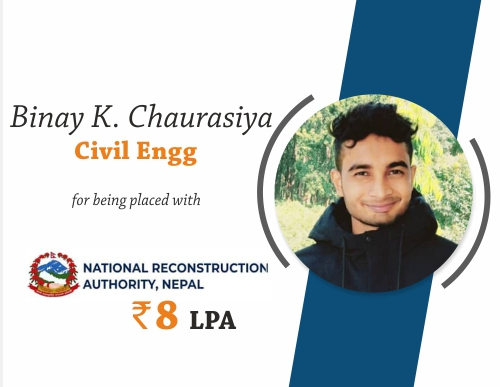 Binay K. Chaurasiya
Civil Engg
for being placed with
NATIONAL RECONSTRUCTION
AUTHORITY, NEPAL
₹8 LPA